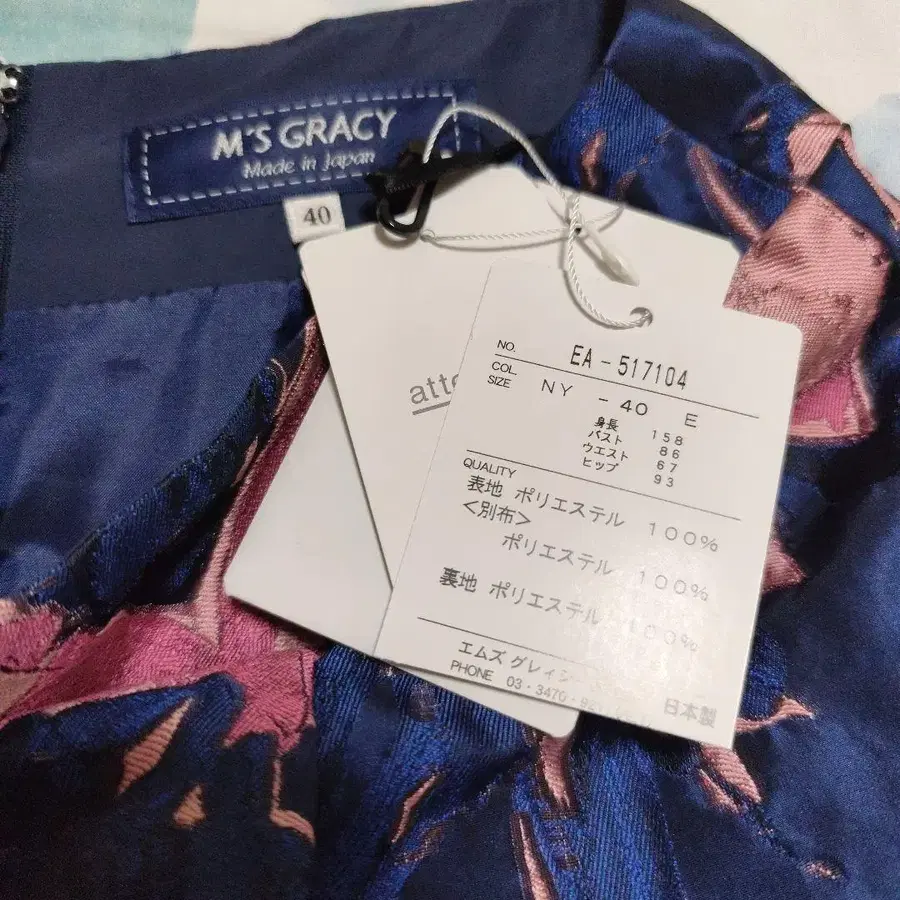 M'S GRACY
Made in Japan
40
atte
NO. EA-517104
COL. NY - 40 E
SIZE
身長 158
バスト 86
ウエスト 67
ヒップ 93
QUALITY
表地 ポリエステル 100%
<別布>
ポリエステル 100%
裏地 ポリエステル 100%
エムズ グレイシー
PHONE 03・3470・
日本製